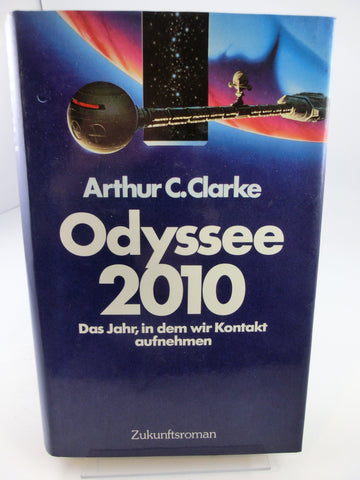 Arthur C. Clarke
Odyssee
2010
Das Jahr, in dem wir Kontakt
aufnehmen
Zukunftsroman